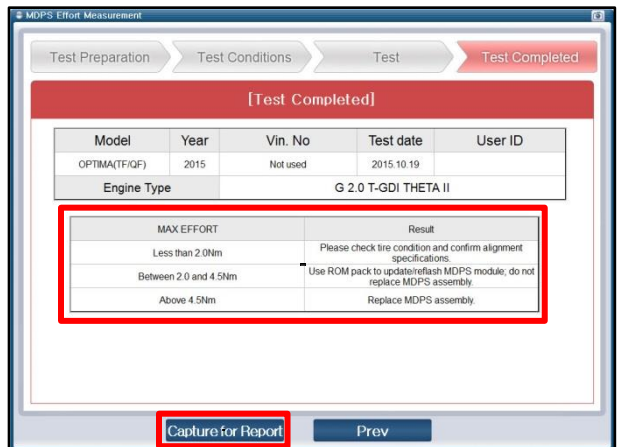 MDPS Effort Measurement
Test Preparation
Test Conditions
Test
Test Completed
[Test Completed]
Model Year Vin. No Test date User ID
OPTIMA(TF/QF) 2015 Not used 2015.10.19
Engine Type G 2.0 T-GDI THETA II
MAX EFFORT Result
Less than 2.0Nm Please check tire condition and confirm alignment
specifications.
Between 2.0 and 4.5Nm Use ROM pack to update/reflash MDPS module; do not
replace MDPS assembly.
Above 4.5Nm Replace MDPS assembly.
Capture for Report Prev